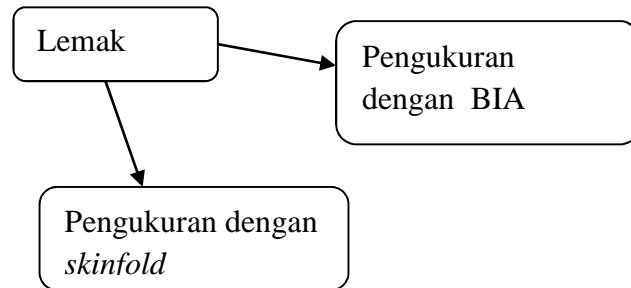 Lemak
Pengukuran
dengan BIA
Pengukuran dengan
skinfold